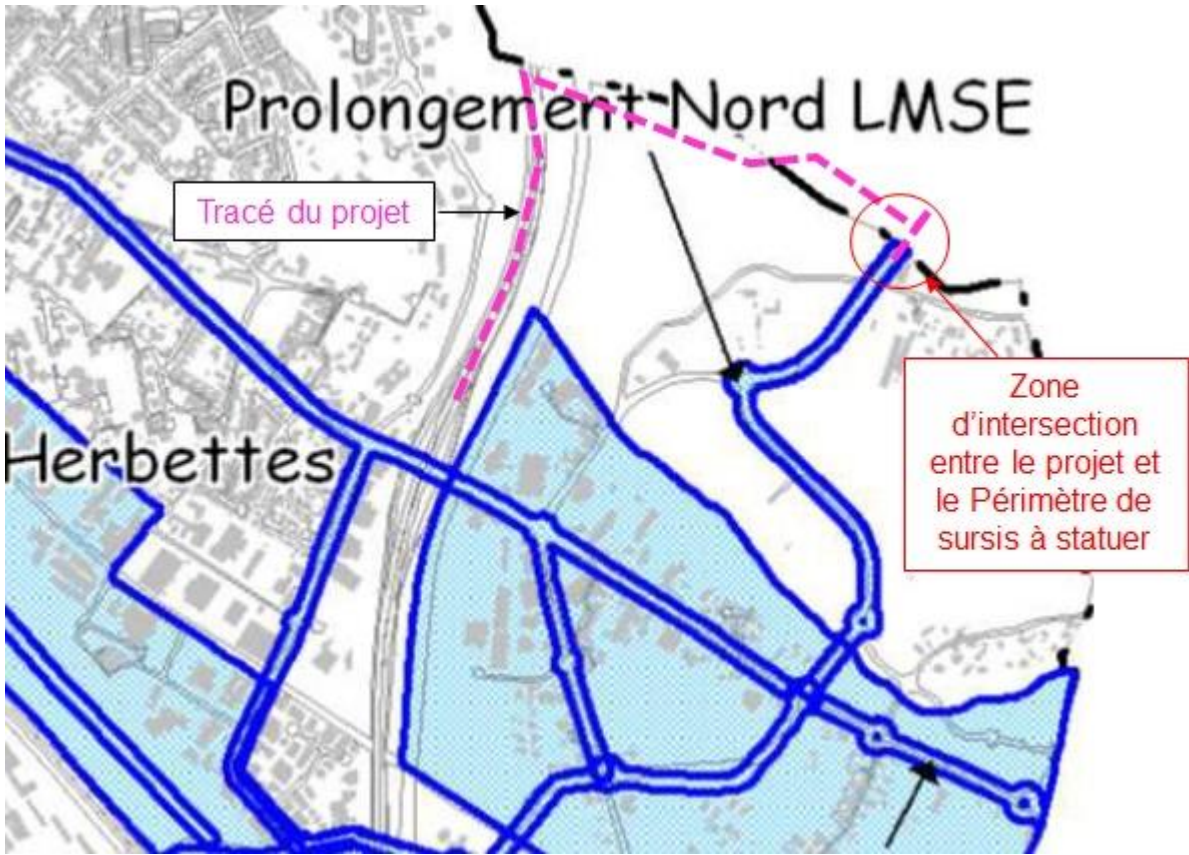 Prolongement Nord LMSE
Tracé du projet
Zone
d'intersection
entre le projet et
le Périmètre de
sursis à statuer
Herbettes